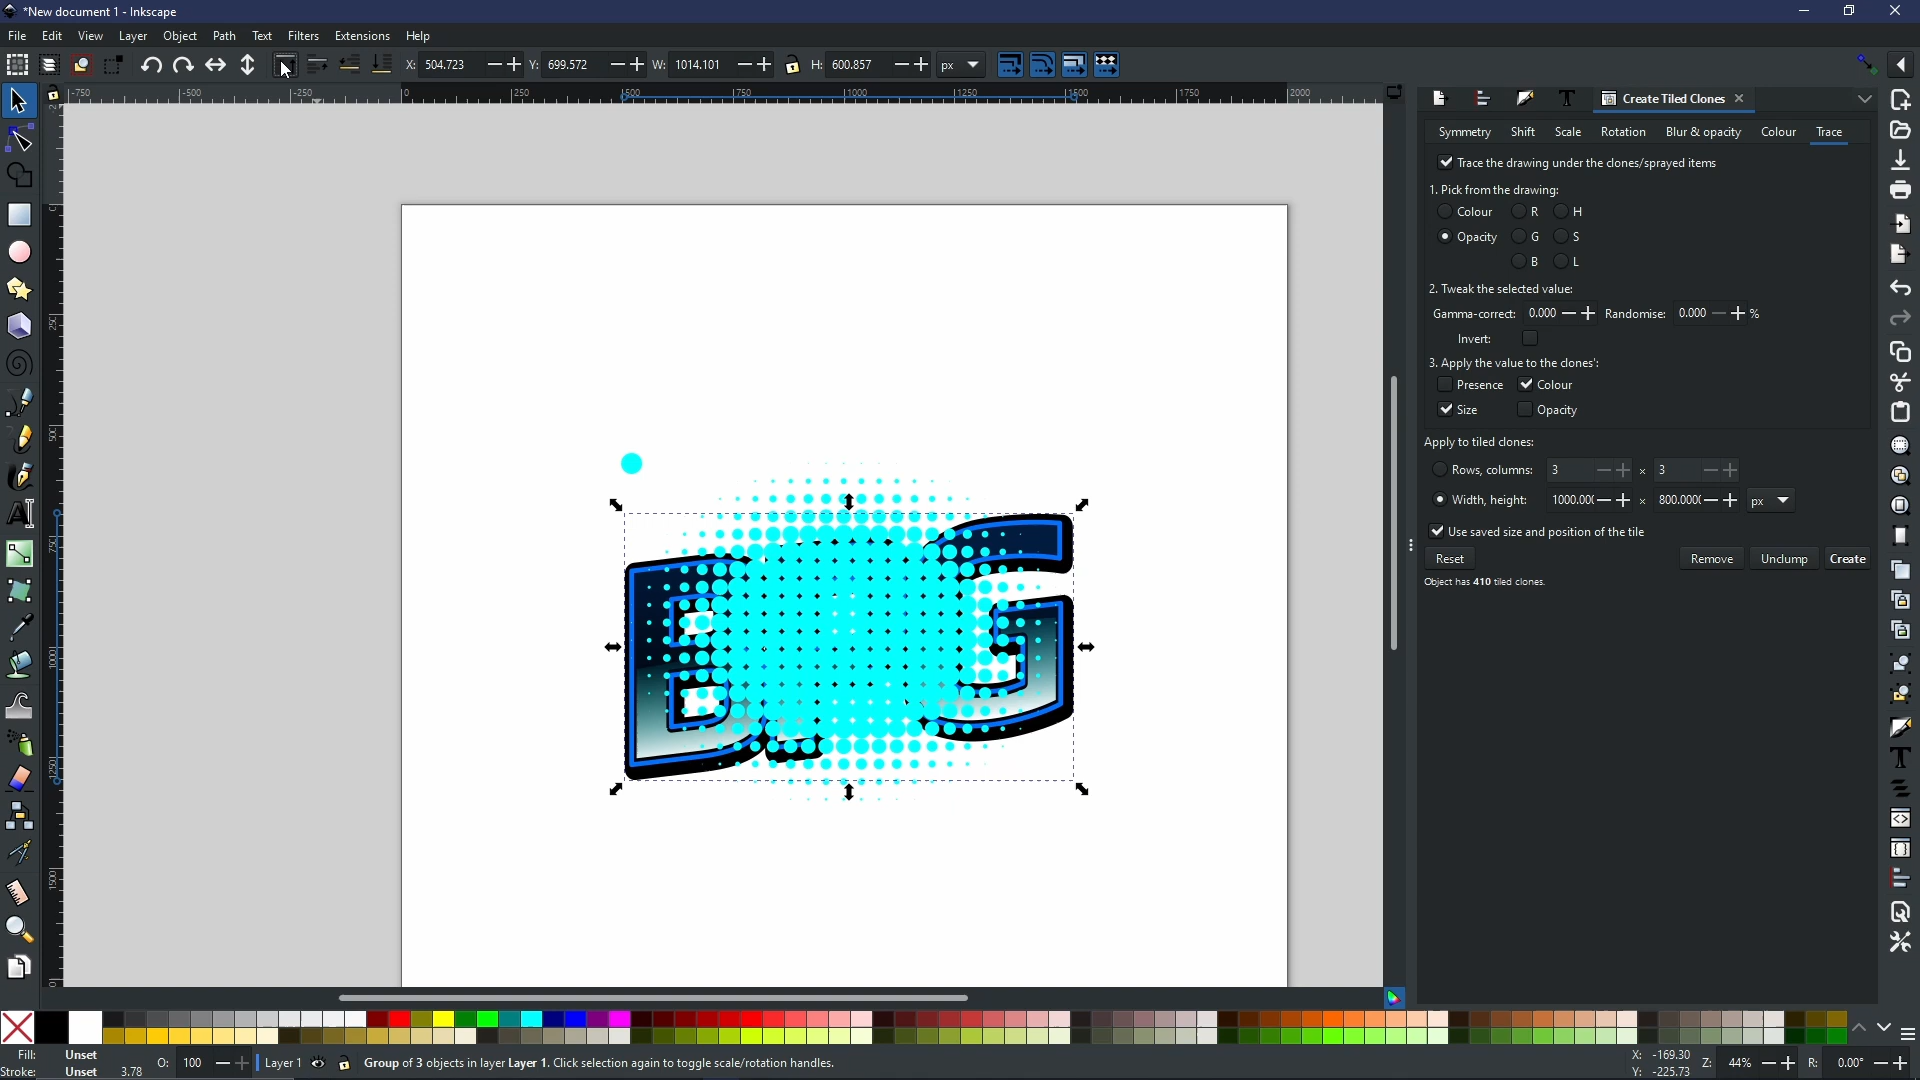 *New document 1 - Inkscape
File Edit View Layer Object Path Text Filters Extensions Help
X: 504.723 Y: 699.572 W: 1014.101 H: 600.857 px
-750 -500 -250 0 250 500 750 1000 1250 1500 1750 2000
Create Tiled Clones
Symmetry Shift Scale Rotation Blur & opacity Colour Trace
Trace the drawing under the clones/sprayed items
1. Pick from the drawing:
Colour R H
Opacity G S
B L
2. Tweak the selected value:
Gamma-correct: 0.000 Randomise: 0.000 %
Invert:
3. Apply the value to the clones':
Presence Colour
Size Opacity
Apply to tiled clones:
Rows, columns: 3 x 3
Width, height: 1000.000 x 800.0000 px
Use saved size and position of the tile
Reset Remove Unclump Create
Object has 410 tiled clones.
Fill: Unset
Stroke: Unset 3.78
O: 100 Layer 1 Group of 3 objects in layer Layer 1. Click selection again to toggle scale/rotation handles.
X: -169.30
Y: -225.73
Z: 44% R: 0.00°